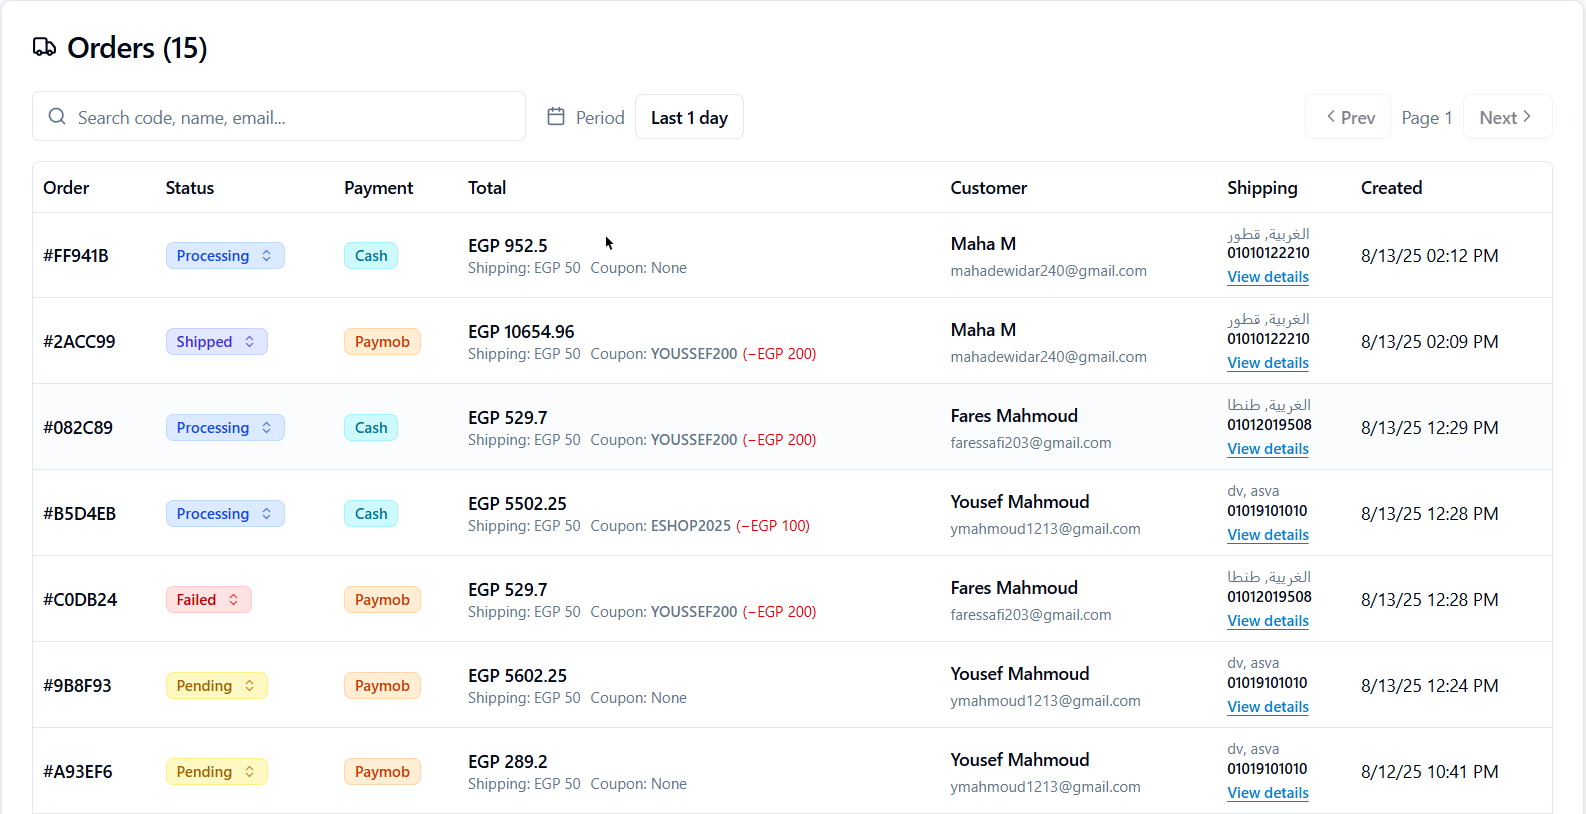 Orders (15)
Search code, name, email...
Period
Last 1 day
Prev
Page 1
Next
Order Status Payment Total Customer Shipping Created
#FF941B
Processing
Cash
EGP 952.5
Shipping: EGP 50 Coupon: None
Maha M
mahadewidar240@gmail.com
الغربية, قطور
01010122210
View details
8/13/25 02:12 PM
#2ACC99
Shipped
Paymob
EGP 10654.96
Shipping: EGP 50 Coupon: YOUSSEF200 (−EGP 200)
Maha M
mahadewidar240@gmail.com
الغربية, قطور
01010122210
View details
8/13/25 02:09 PM
#082C89
Processing
Cash
EGP 529.7
Shipping: EGP 50 Coupon: YOUSSEF200 (−EGP 200)
Fares Mahmoud
faressafi203@gmail.com
الغربية, طنطا
01012019508
View details
8/13/25 12:29 PM
#B5D4EB
Processing
Cash
EGP 5502.25
Shipping: EGP 50 Coupon: ESHOP2025 (−EGP 100)
Yousef Mahmoud
ymahmoud1213@gmail.com
dv, asva
01019101010
View details
8/13/25 12:28 PM
#C0DB24
Failed
Paymob
EGP 529.7
Shipping: EGP 50 Coupon: YOUSSEF200 (−EGP 200)
Fares Mahmoud
faressafi203@gmail.com
الغربية, طنطا
01012019508
View details
8/13/25 12:28 PM
#9B8F93
Pending
Paymob
EGP 5602.25
Shipping: EGP 50 Coupon: None
Yousef Mahmoud
ymahmoud1213@gmail.com
dv, asva
01019101010
View details
8/13/25 12:24 PM
#A93EF6
Pending
Paymob
EGP 289.2
Shipping: EGP 50 Coupon: None
Yousef Mahmoud
ymahmoud1213@gmail.com
dv, asva
01019101010
View details
8/12/25 10:41 PM